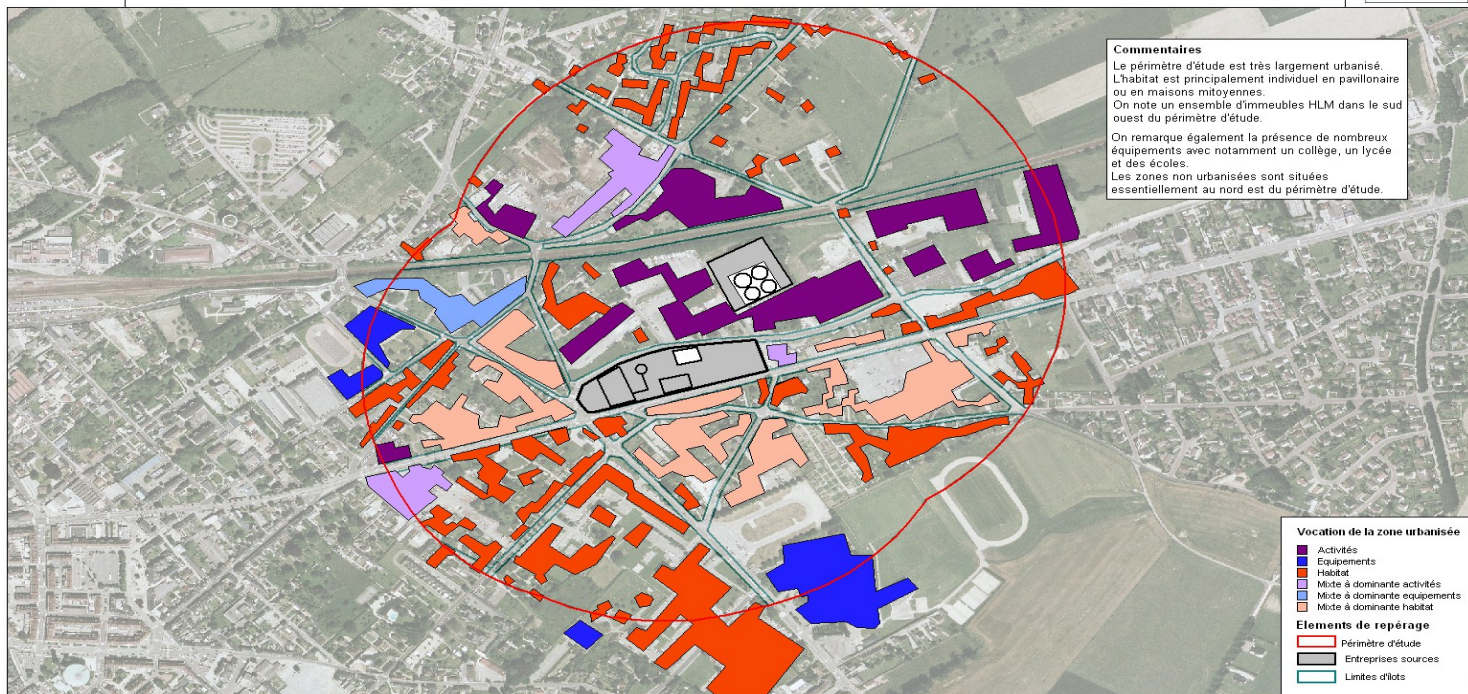 Commentaires
Le périmètre d'étude est très largement urbanisé.
L'habitat est principalement individuel en pavillonaire
ou en maisons mitoyennes.
On note un ensemble d'immeubles HLM dans le sud
ouest du périmètre d'étude.
On remarque également la présence de nombreux
équipements avec notamment un collège, un lycée
et des écoles.
Les zones non urbanisées sont situées
essentiellement au nord est du périmètre d'étude.
Vocation de la zone urbanisée
Activités
Equipements
Habitat
Mixte à dominante activités
Mixte à dominante equipements
Mixte à dominante habitat
Elements de repérage
Périmètre d'étude
Entreprises sources
Limites d'îlots